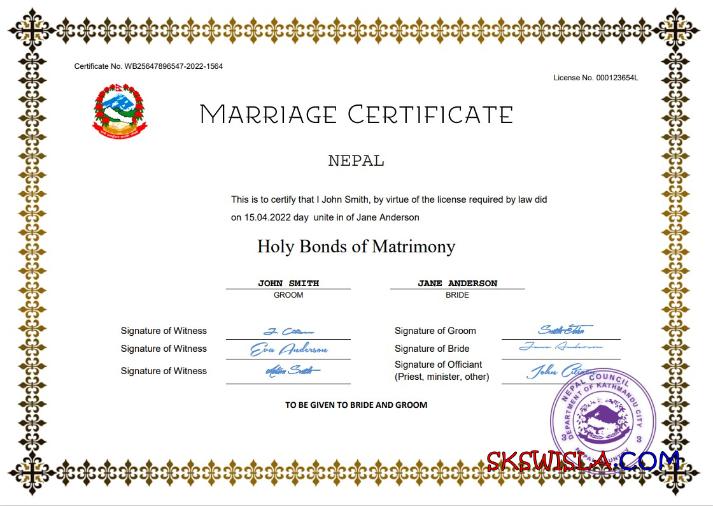 Certificate No. WB25647896547-2022-1564
License No. 000123654L
MARRIAGE CERTIFICATE
NEPAL
This is to certify that I John Smith, by virtue of the license required by law did
on 15.04.2022 day unite in of Jane Anderson
Holy Bonds of Matrimony
JOHN SMITH
GROOM
JANE ANDERSON
BRIDE
Signature of Witness
Signature of Groom
Signature of Witness Eva Anderson
Signature of Bride Jane Anderson
Signature of Witness
Signature of Officiant John
(Priest, minister, other)
TO BE GIVEN TO BRIDE AND GROOM
NEPAL COUNCIL
DEPARTMENT OF KATHMANDU CITY
3 3
SKSWISLA.COM